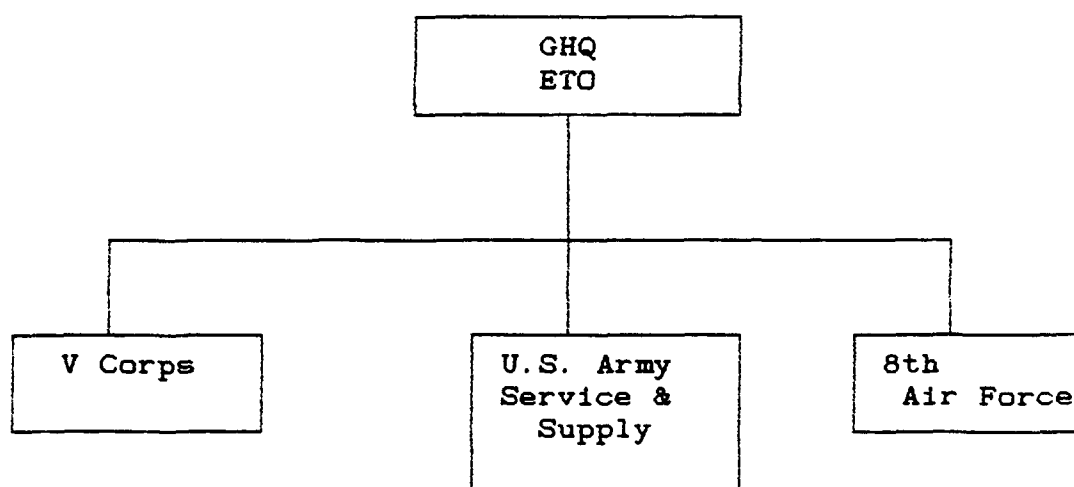 GHQ
ETO
V Corps
U.S. Army
Service &
Supply
8th
Air Force